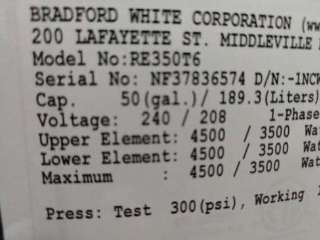 BRADFORD WHITE CORPORATION (ww
200 LAFAYETTE ST. MIDDLEVILLE
Model No:RE350T6
Serial No: NF37836574 D/N:-1NCW
Cap. 50(gal.)/ 189.3(Liters)
Voltage: 240 / 208 1-Phase
Upper Element: 4500 / 3500 Wa
Lower Element: 4500 / 3500 Wat
Maximum : 4500 / 3500 Wat
Press: Test 300(psi), Working